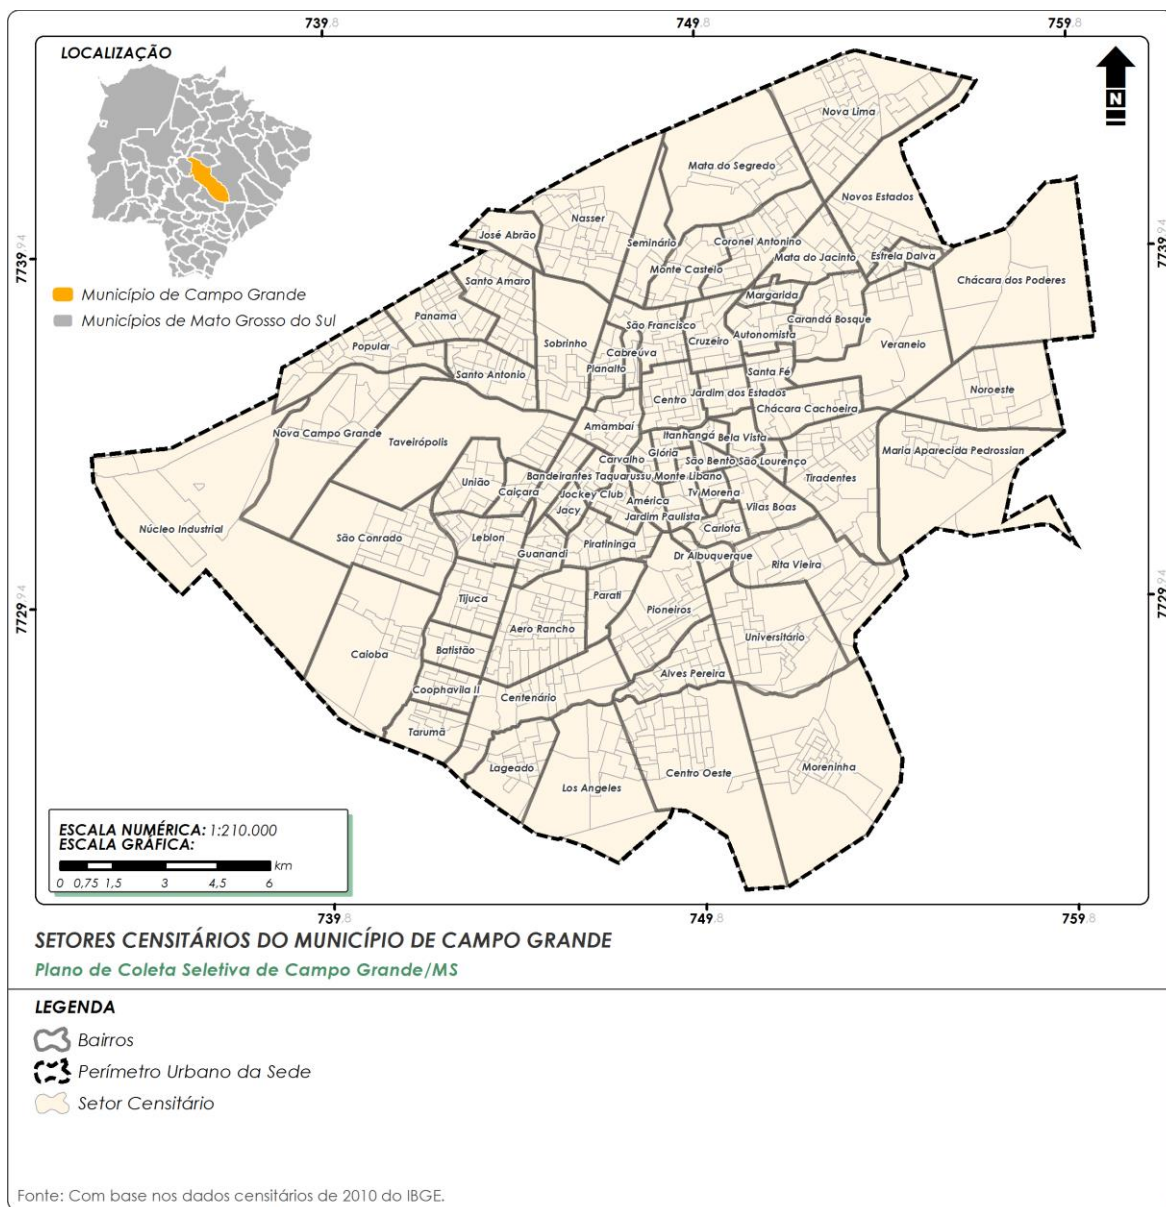 739.8 749.8 759.8
LOCALIZAÇÃO
N
Nova Lima
Mata do Segredo
Novos Estados
Nasser
José Abrão
Seminário
Coronel Antonino
7739.94
7739.94
Mata do Jacinto
Estrela Dalva
Monte Castelo
Santo Amaro
Chácara dos Poderes
Município de Campo Grande
Margarida
Municípios de Mato Grosso do Sul
Panama
São Francisco
Carandá Bosque
Autonomista
Cruzeiro
Popular
Sobrinho
Cabreuva
Veraneio
Planalto
Santo Antonio
Santa Fé
Noroeste
Centro
Jardim dos Estados
Chácara Cachoeira
Amambaí
Nova Campo Grande
Taveirópolis
Itanhangá
Bela Vista
Glória
Maria Aparecida Pedrossian
Carvalho
São Bento
São Lourenço
Bandeirantes
Taquarussu
Monte Libano
Tiradentes
União
Caiçara
Jockey Club
Tv Morena
América
Vilas Boas
Jacy
Jardim Paulista
Núcleo Industrial
Carlota
São Conrado
Leblon
Piratininga
Guanandi
Dr Albuquerque
Rita Vieira
Tijuca
Parati
7729.94
7729.94
Pioneiros
Aero Rancho
Universitário
Batistão
Caioba
Alves Pereira
Coophavila II
Centenário
Tarumã
Lageado
Centro Oeste
Moreninha
Los Angeles
ESCALA NUMÉRICA: 1:210.000
ESCALA GRÁFICA:
km
0 0,75 1,5 3 4,5 6
739.8 749.8 759.8
SETORES CENSITÁRIOS DO MUNICÍPIO DE CAMPO GRANDE
Plano de Coleta Seletiva de Campo Grande/MS
LEGENDA
Bairros
Perímetro Urbano da Sede
Setor Censitário
Fonte: Com base nos dados censitários de 2010 do IBGE.